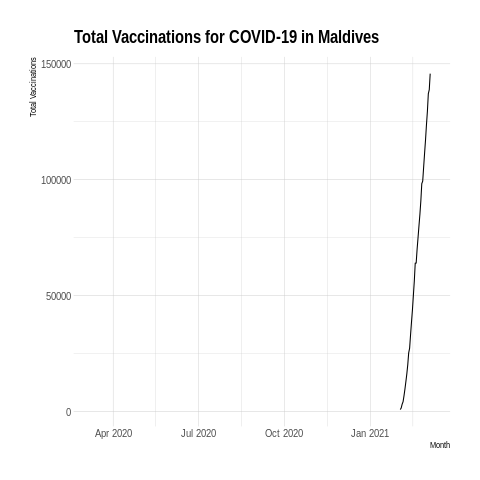 Total Vaccinations for COVID-19 in Maldives
Total Vaccinations
150000
100000
50000
0
Apr 2020
Jul 2020
Oct 2020
Jan 2021
Month